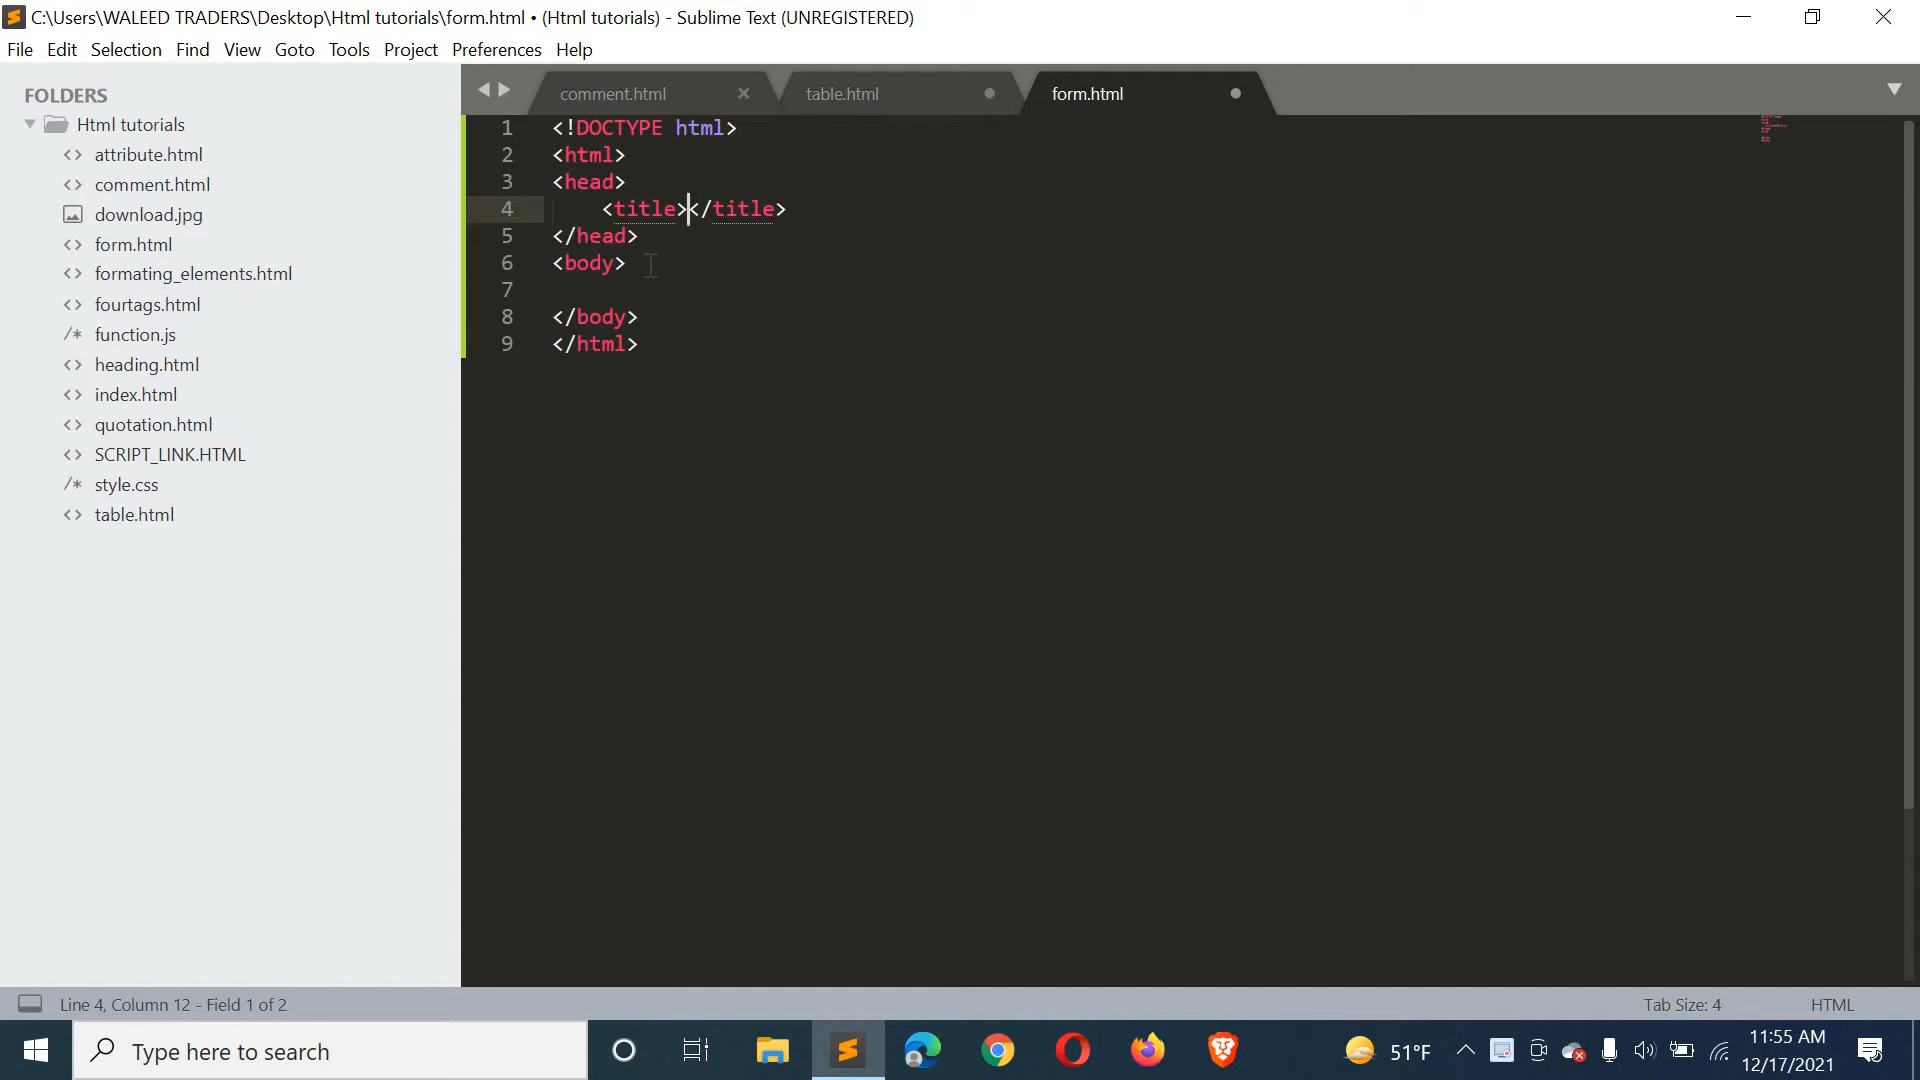 C:\Users\WALEED TRADERS\Desktop\Html tutorials\form.html • (Html tutorials) - Sublime Text (UNREGISTERED)
File Edit Selection Find View Goto Tools Project Preferences Help
FOLDERS
Html tutorials
attribute.html
comment.html
download.jpg
form.html
formating_elements.html
fourtags.html
function.js
heading.html
index.html
quotation.html
SCRIPT_LINK.HTML
style.css
table.html
comment.html table.html form.html
1 <!DOCTYPE html>
2 <html>
3 <head>
4 <title></title>
5 </head>
6 <body>
7
8 </body>
9 </html>
Line 4, Column 12 - Field 1 of 2
Tab Size: 4 HTML
Type here to search
51°F
11:55 AM
12/17/2021